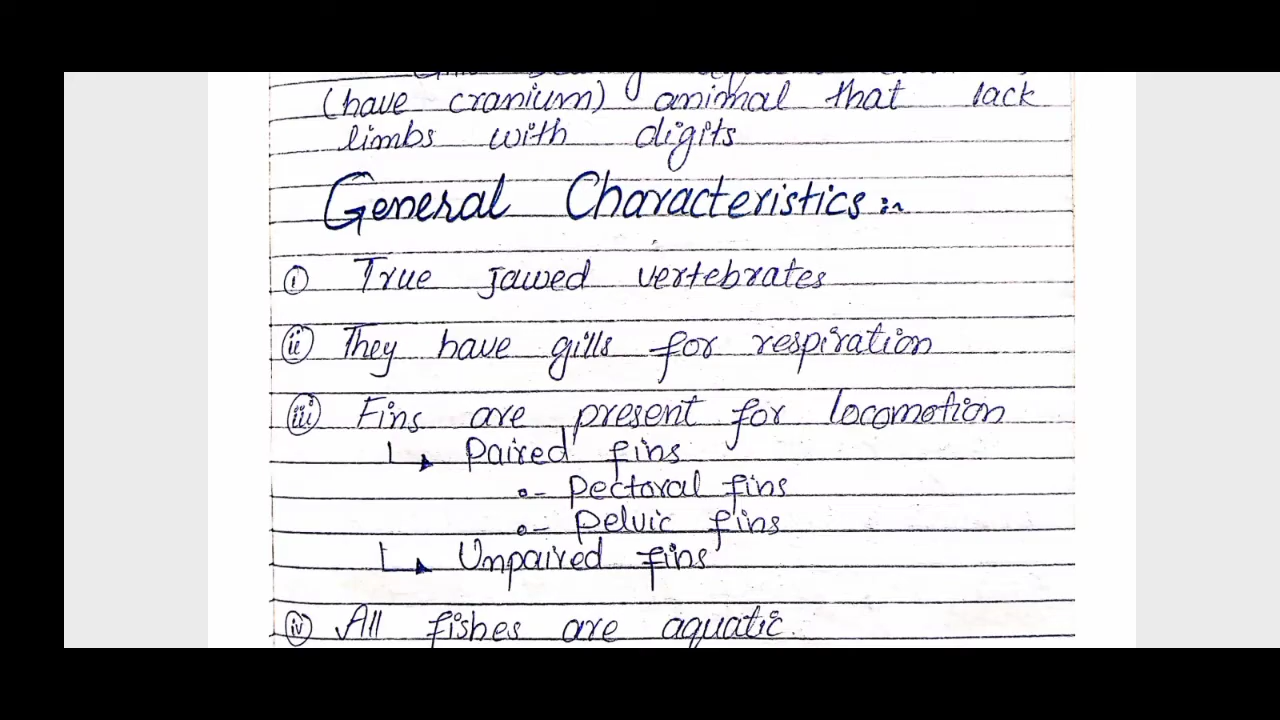 (have cranium) animal that lack
limbs with digits
General Characteristics :~
(i) True jawed vertebrates
(ii) They have gills for respiration
(iii) Fins are present for locomotion
↳ Paired fins
o- Pectoral fins
o- Pelvic fins
↳ Unpaired fins
(iv) All fishes are aquatic.